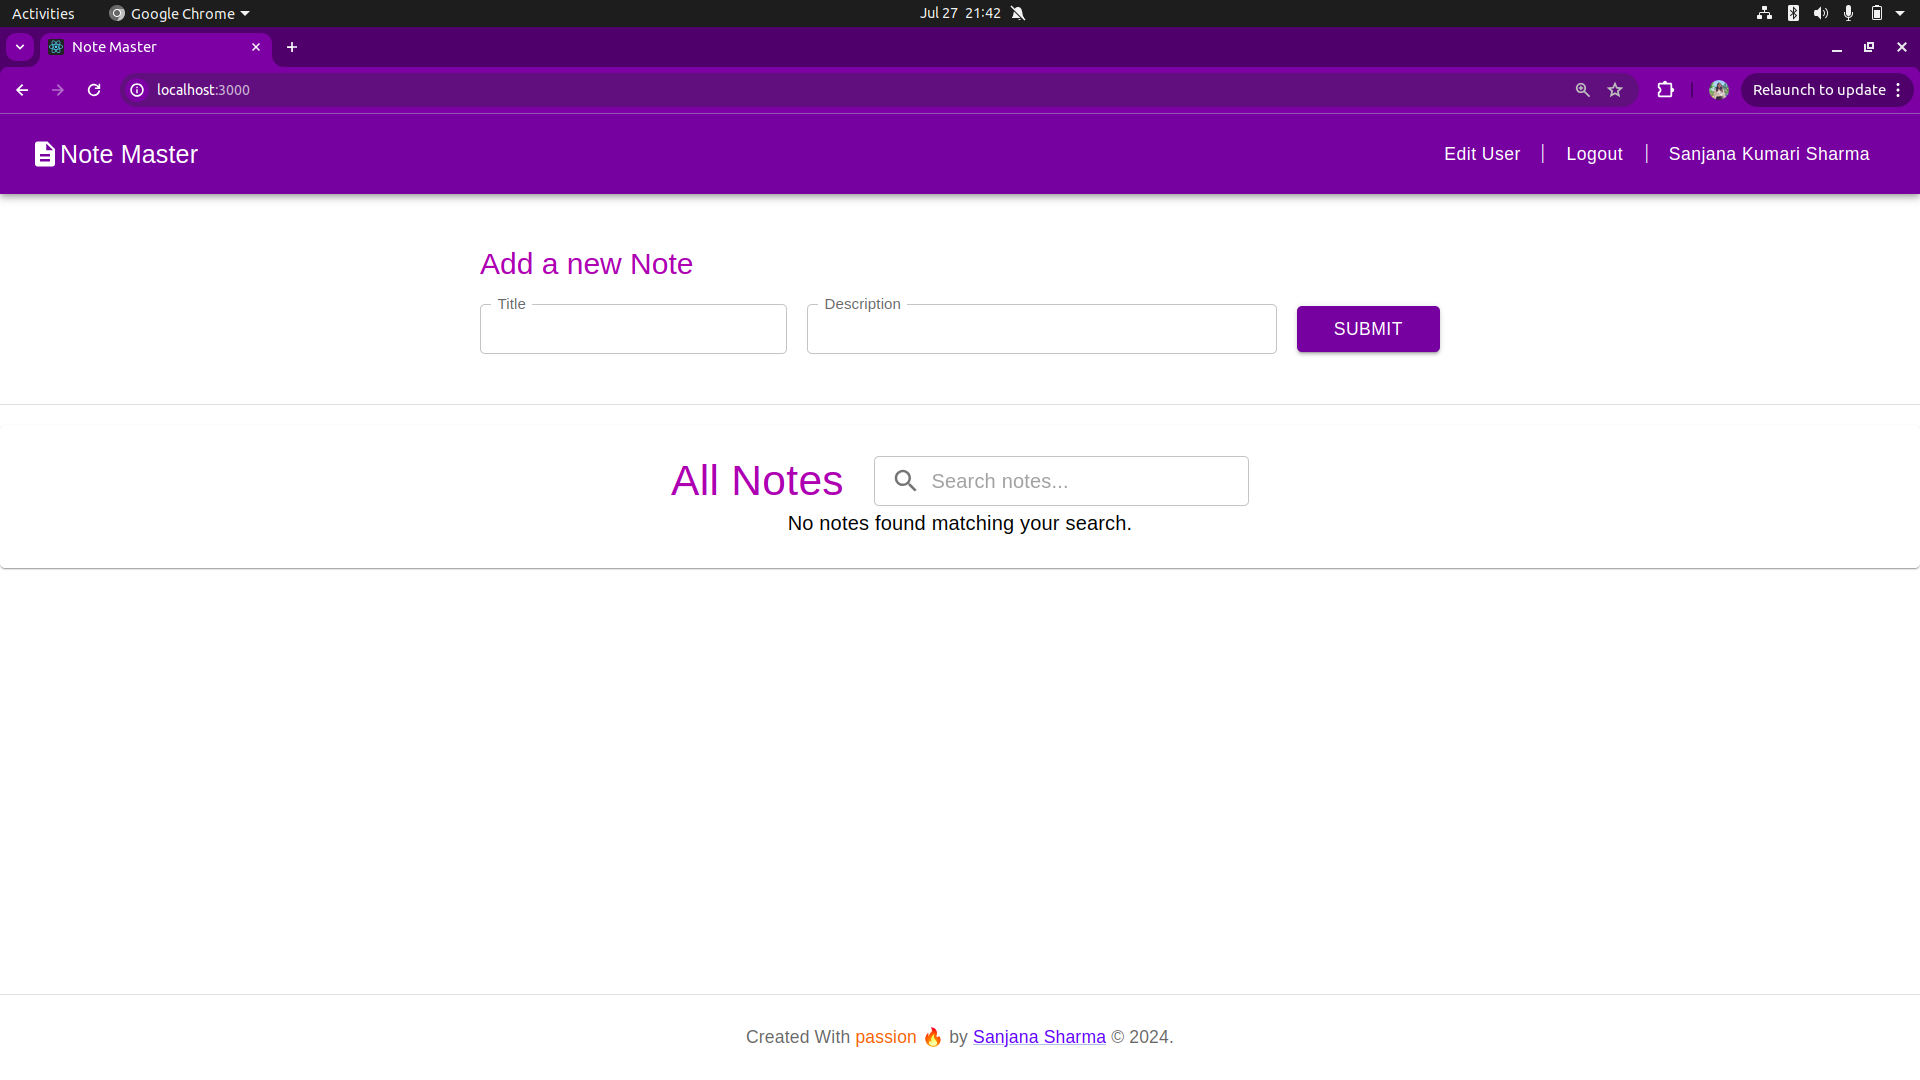 Activities Google Chrome Jul 27 21:42
Note Master
localhost:3000 Relaunch to update
Note Master Edit User Logout Sanjana Kumari Sharma
Add a new Note
Title Description SUBMIT
All Notes Search notes...
No notes found matching your search.
Created With passion 🔥 by Sanjana Sharma © 2024.